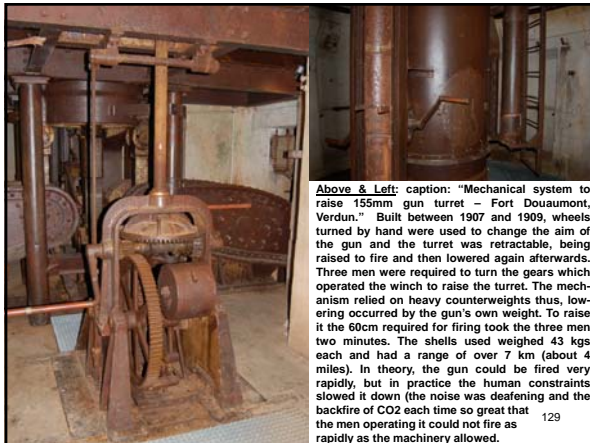 Above & Left: caption: “Mechanical system to
raise 155mm gun turret – Fort Douaumont,
Verdun.” Built between 1907 and 1909, wheels
turned by hand were used to change the aim of
the gun and the turret was retractable, being
raised to fire and then lowered again afterwards.
Three men were required to turn the gears which
operated the winch to raise the turret. The mech-
anism relied on heavy counterweights thus, low-
ering occurred by the gun’s own weight. To raise
it the 60cm required for firing took the three men
two minutes. The shells used weighed 43 kgs
each and had a range of over 7 km (about 4
miles). In theory, the gun could be fired very
rapidly, but in practice the human constraints
slowed it down (the noise was deafening and the
backfire of CO2 each time so great that
the men operating it could not fire as
rapidly as the machinery allowed.
129